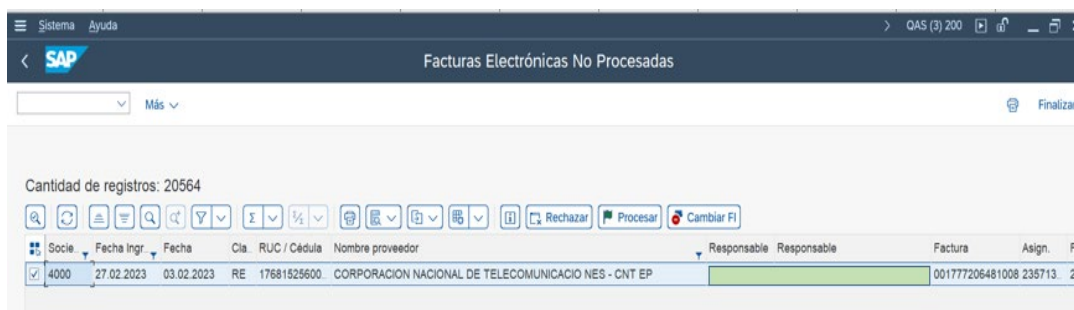 Sistema Ayuda QAS (3) 200
SAP Facturas Electrónicas No Procesadas
Más Finalizar
Cantidad de registros: 20564
Rechazar Procesar Cambiar FI
Socie... Fecha Ingr... Fecha Cla... RUC / Cédula Nombre proveedor Responsable Responsable Factura Asign.
4000 27.02.2023 03.02.2023 RE 17681525600... CORPORACION NACIONAL DE TELECOMUNICACIO NES - CNT EP 001777206481008 235713...